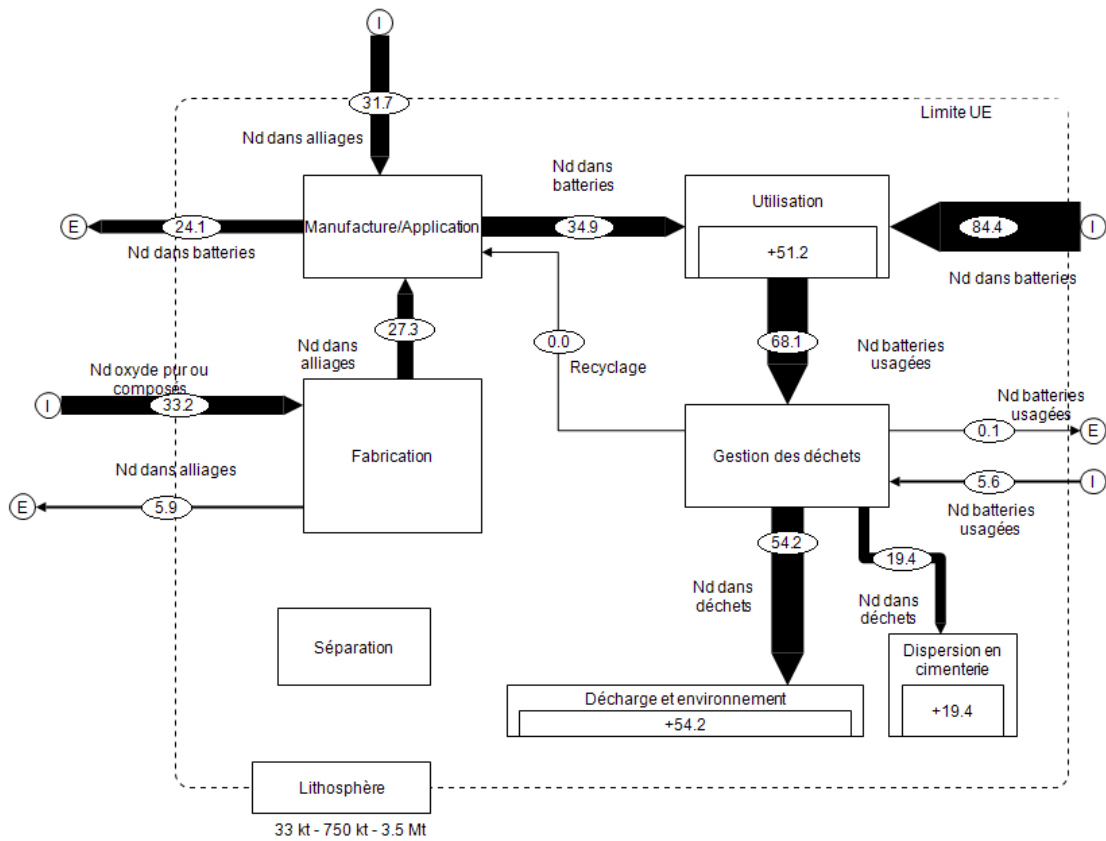 I
31.7
Limite UE
Nd dans alliages
Nd dans
batteries
Utilisation
Manufacture/Application
E
24.1
34.9
84.4
I
+51.2
Nd dans batteries
Nd dans batteries
27.3
0.0
68.1
Nd dans
alliages
Nd batteries
usagées
Recyclage
Nd oxyde pur ou
composés
I
33.2
Nd batteries
usagées
0.1
E
Fabrication
Gestion des déchets
Nd dans alliages
5.6
I
E
5.9
Nd batteries
usagées
54.2
19.4
Nd dans
déchets
Nd dans
déchets
Séparation
Dispersion en
cimenterie
Décharge et environnement
+54.2
+19.4
Lithosphère
33 kt - 750 kt - 3.5 Mt